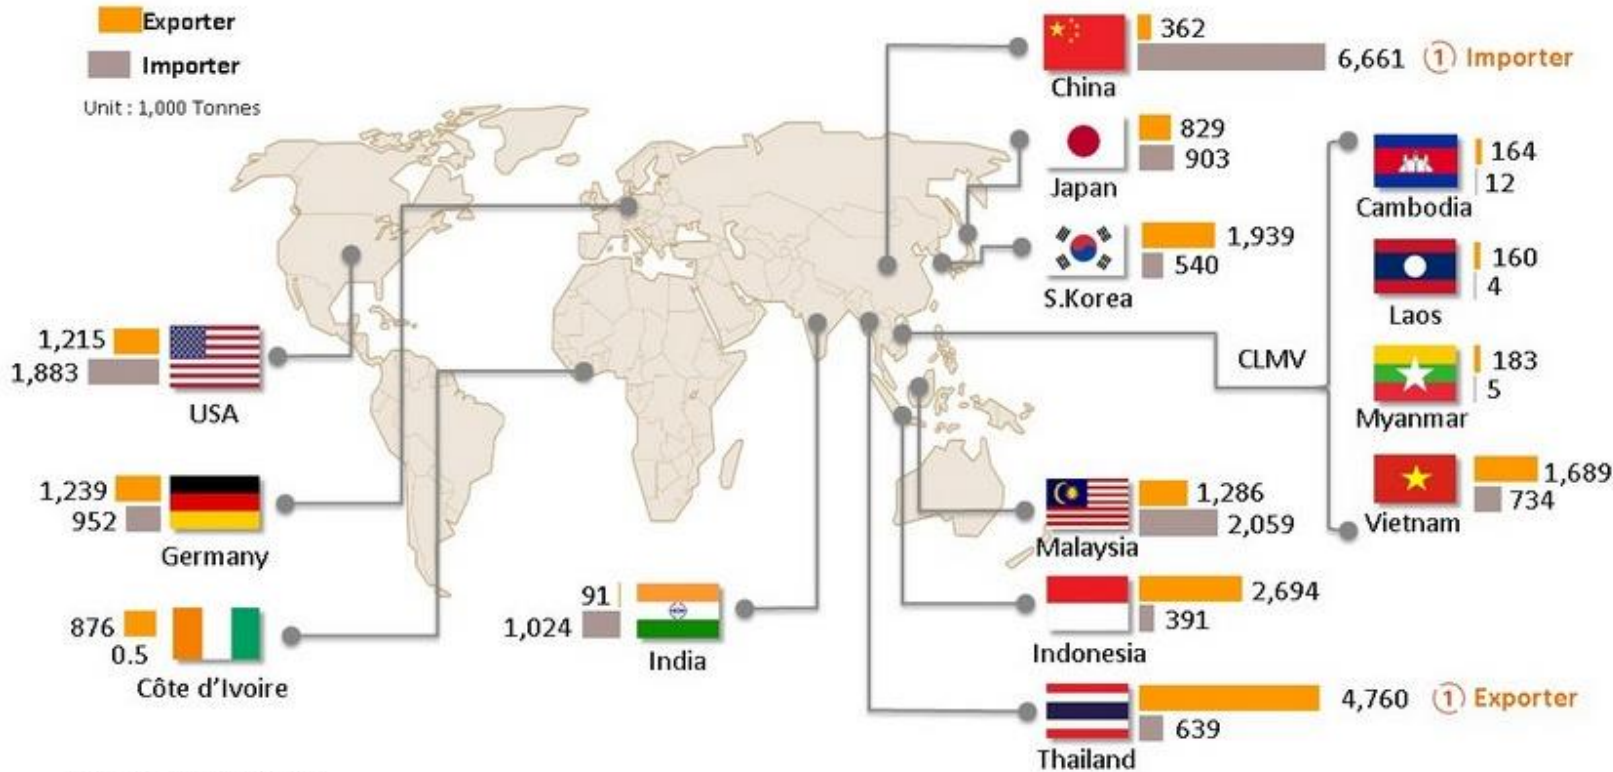 Exporter
Importer
Unit : 1,000 Tonnes
362
6,661
1 Importer
China
829
903
Japan
1,939
540
S.Korea
164
12
Cambodia
160
4
Laos
CLMV
183
5
Myanmar
1,689
734
Vietnam
1,215
1,883
USA
1,239
952
Germany
876
0.5
Côte d'Ivoire
91
1,024
India
1,286
2,059
Malaysia
2,694
391
Indonesia
4,760
1 Exporter
639
Thailand